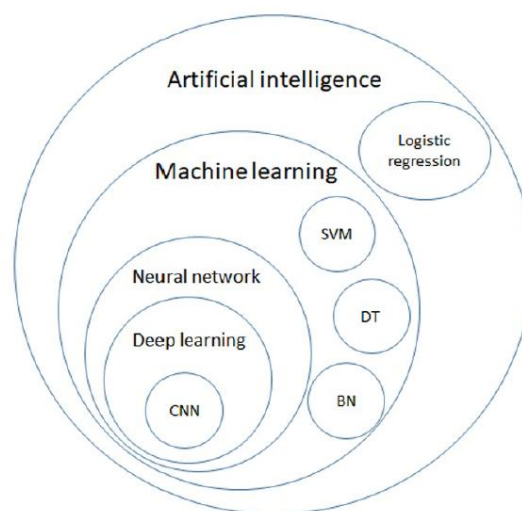 Artificial intelligence
Logistic
regression
Machine learning
SVM
Neural network
DT
Deep learning
BN
CNN